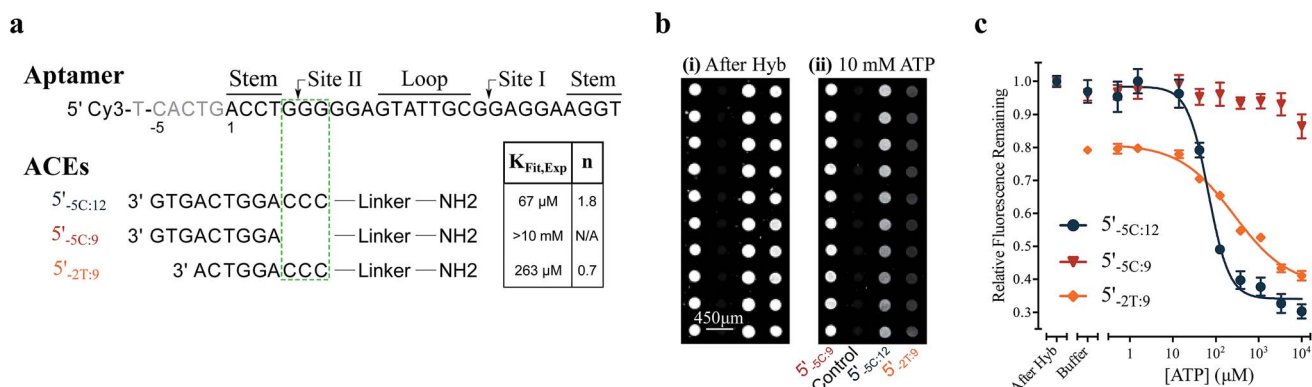 a
Aptamer
Stem
Site II
Loop
Site I
Stem
5' Cy3-T-CACTGACCTGGGGGAGTATTGCGGAGGAAGGT
-5
1
ACEs
5'-5C:12 3' GTGACTGGACCC — Linker — NH2
5'-5C:9 3' GTGACTGGA — Linker — NH2
5'-2T:9 3' ACTGGACCC — Linker — NH2
KFit,Exp n
67 µM 1.8
>10 mM N/A
263 µM 0.7
b
(i) After Hyb
(ii) 10 mM ATP
450µm
5'-5C:9
Control
5'-5C:12
5'-2T:9
c
Relative Fluorescence Remaining
1.0
0.9
0.8
0.7
0.6
0.5
0.4
0.3
5'-5C:12
5'-5C:9
5'-2T:9
After Hyb
Buffer
1
10
10²
10³
10⁴
[ATP] (µM)